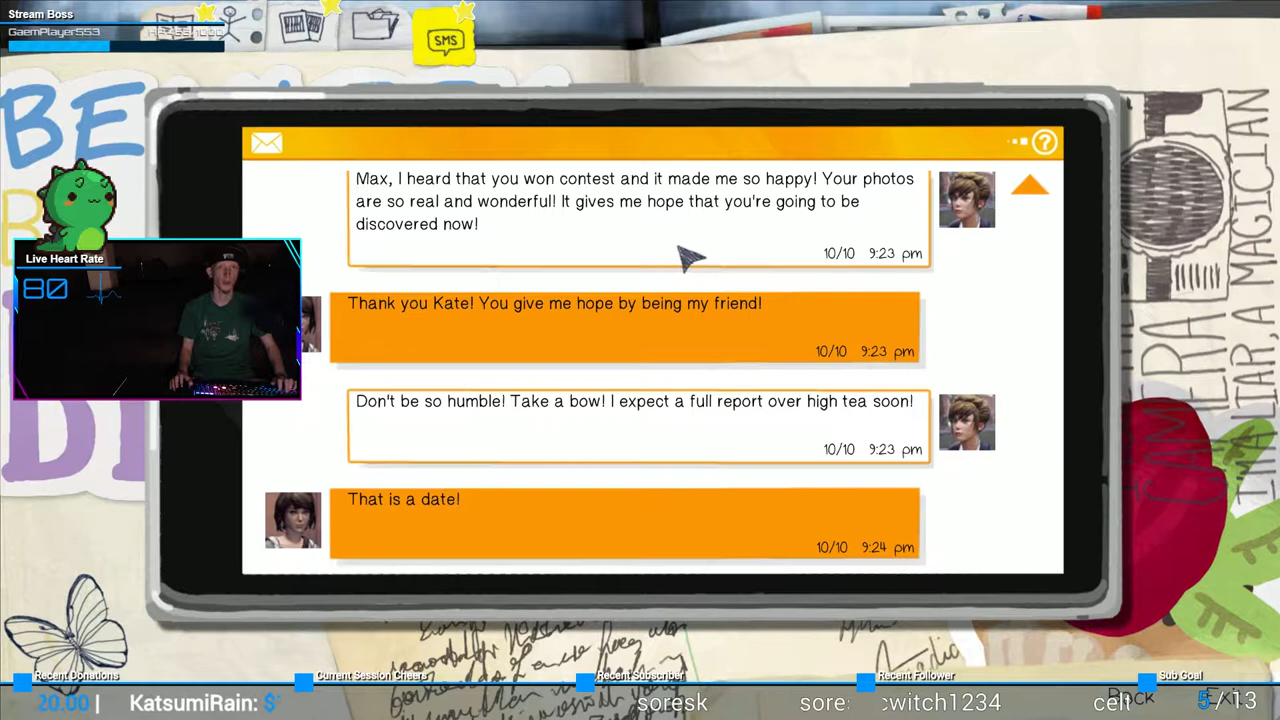 Stream Boss
GaemPlayer553
SMS
Max, I heard that you won contest and it made me so happy! Your photos
are so real and wonderful! It gives me hope that you're going to be
discovered now!
10/10 9:23 pm
Thank you Kate! You give me hope by being my friend!
10/10 9:23 pm
Don't be so humble! Take a bow! I expect a full report over high tea soon!
10/10 9:23 pm
That is a date!
10/10 9:24 pm
Live Heart Rate
80
I'M A LIAR, A MAGICIAN
Recent Donations
20.00 | KatsumiRain: $
Current Session Cheers
Recent Subscriber
soresk sore
Recent Follower
witch1234 cell
Sub Goal
5 / 13
Back